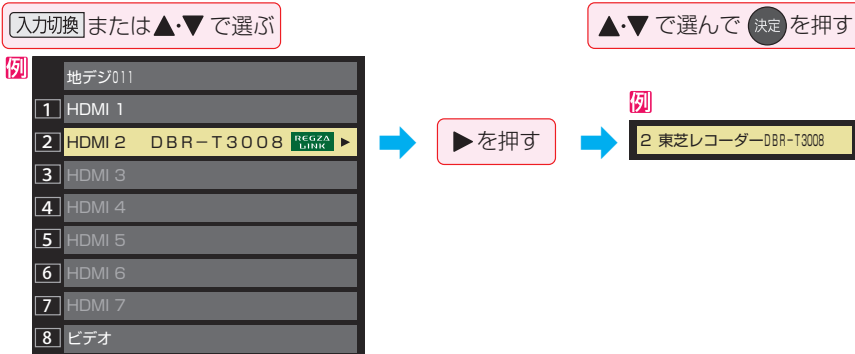 入力切換 または▲・▼ で選ぶ
例
地デジ011
1 HDMI 1
2 HDMI 2 DBR-T3008 REGZA LINK ▶
3 HDMI 3
4 HDMI 4
5 HDMI 5
6 HDMI 6
7 HDMI 7
8 ビデオ
▶を押す
▲・▼ で選んで 決定 を押す
例
2 東芝レコーダーDBR-T3008